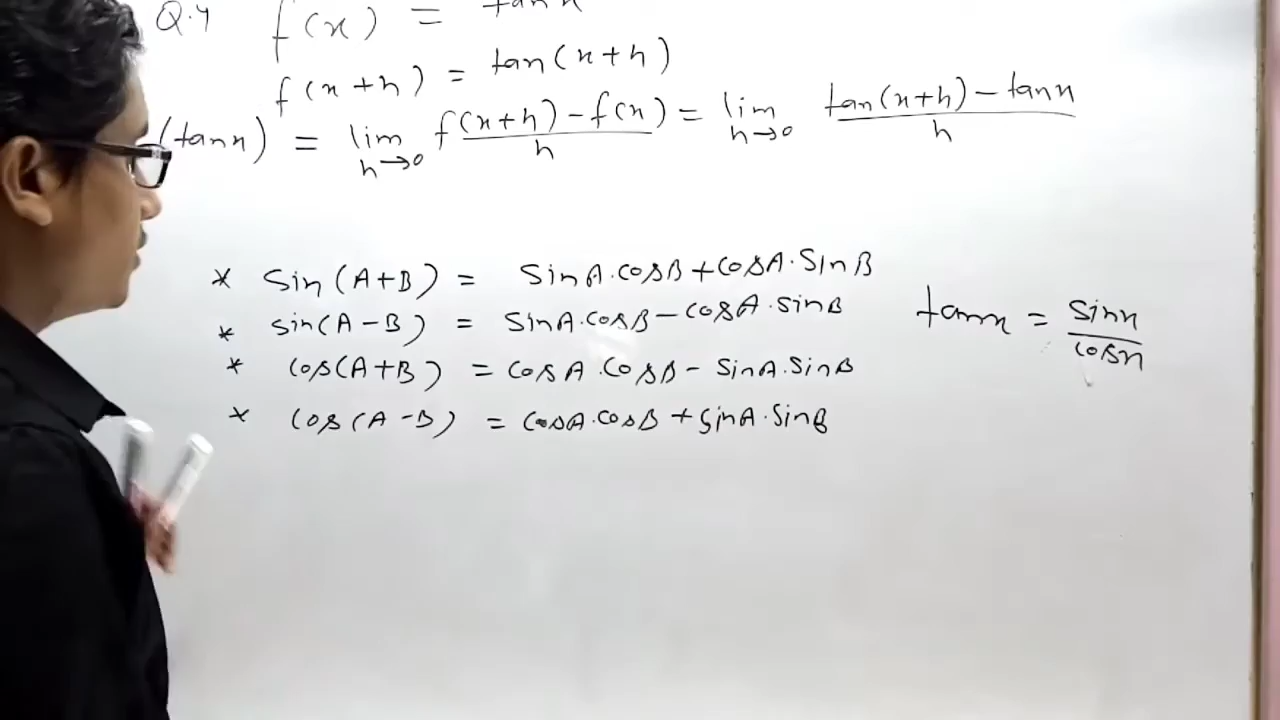 Q.4 f(x) = tan x
f(x+h) = tan(x+h)
(tanx) = lim h→0 f(x+h) - f(x) / h = lim h→0 tan(x+h) - tanx / h
* Sin(A+B) = SinA.cosB + cosA.SinB
* sin(A-B) = SinA.cosB - cosA.sinB
* cos(A+B) = cosA.CosB - sinA.SinB
* cos(A-B) = cosA.cosB + sinA.SinB
tanx = sinx / cosx